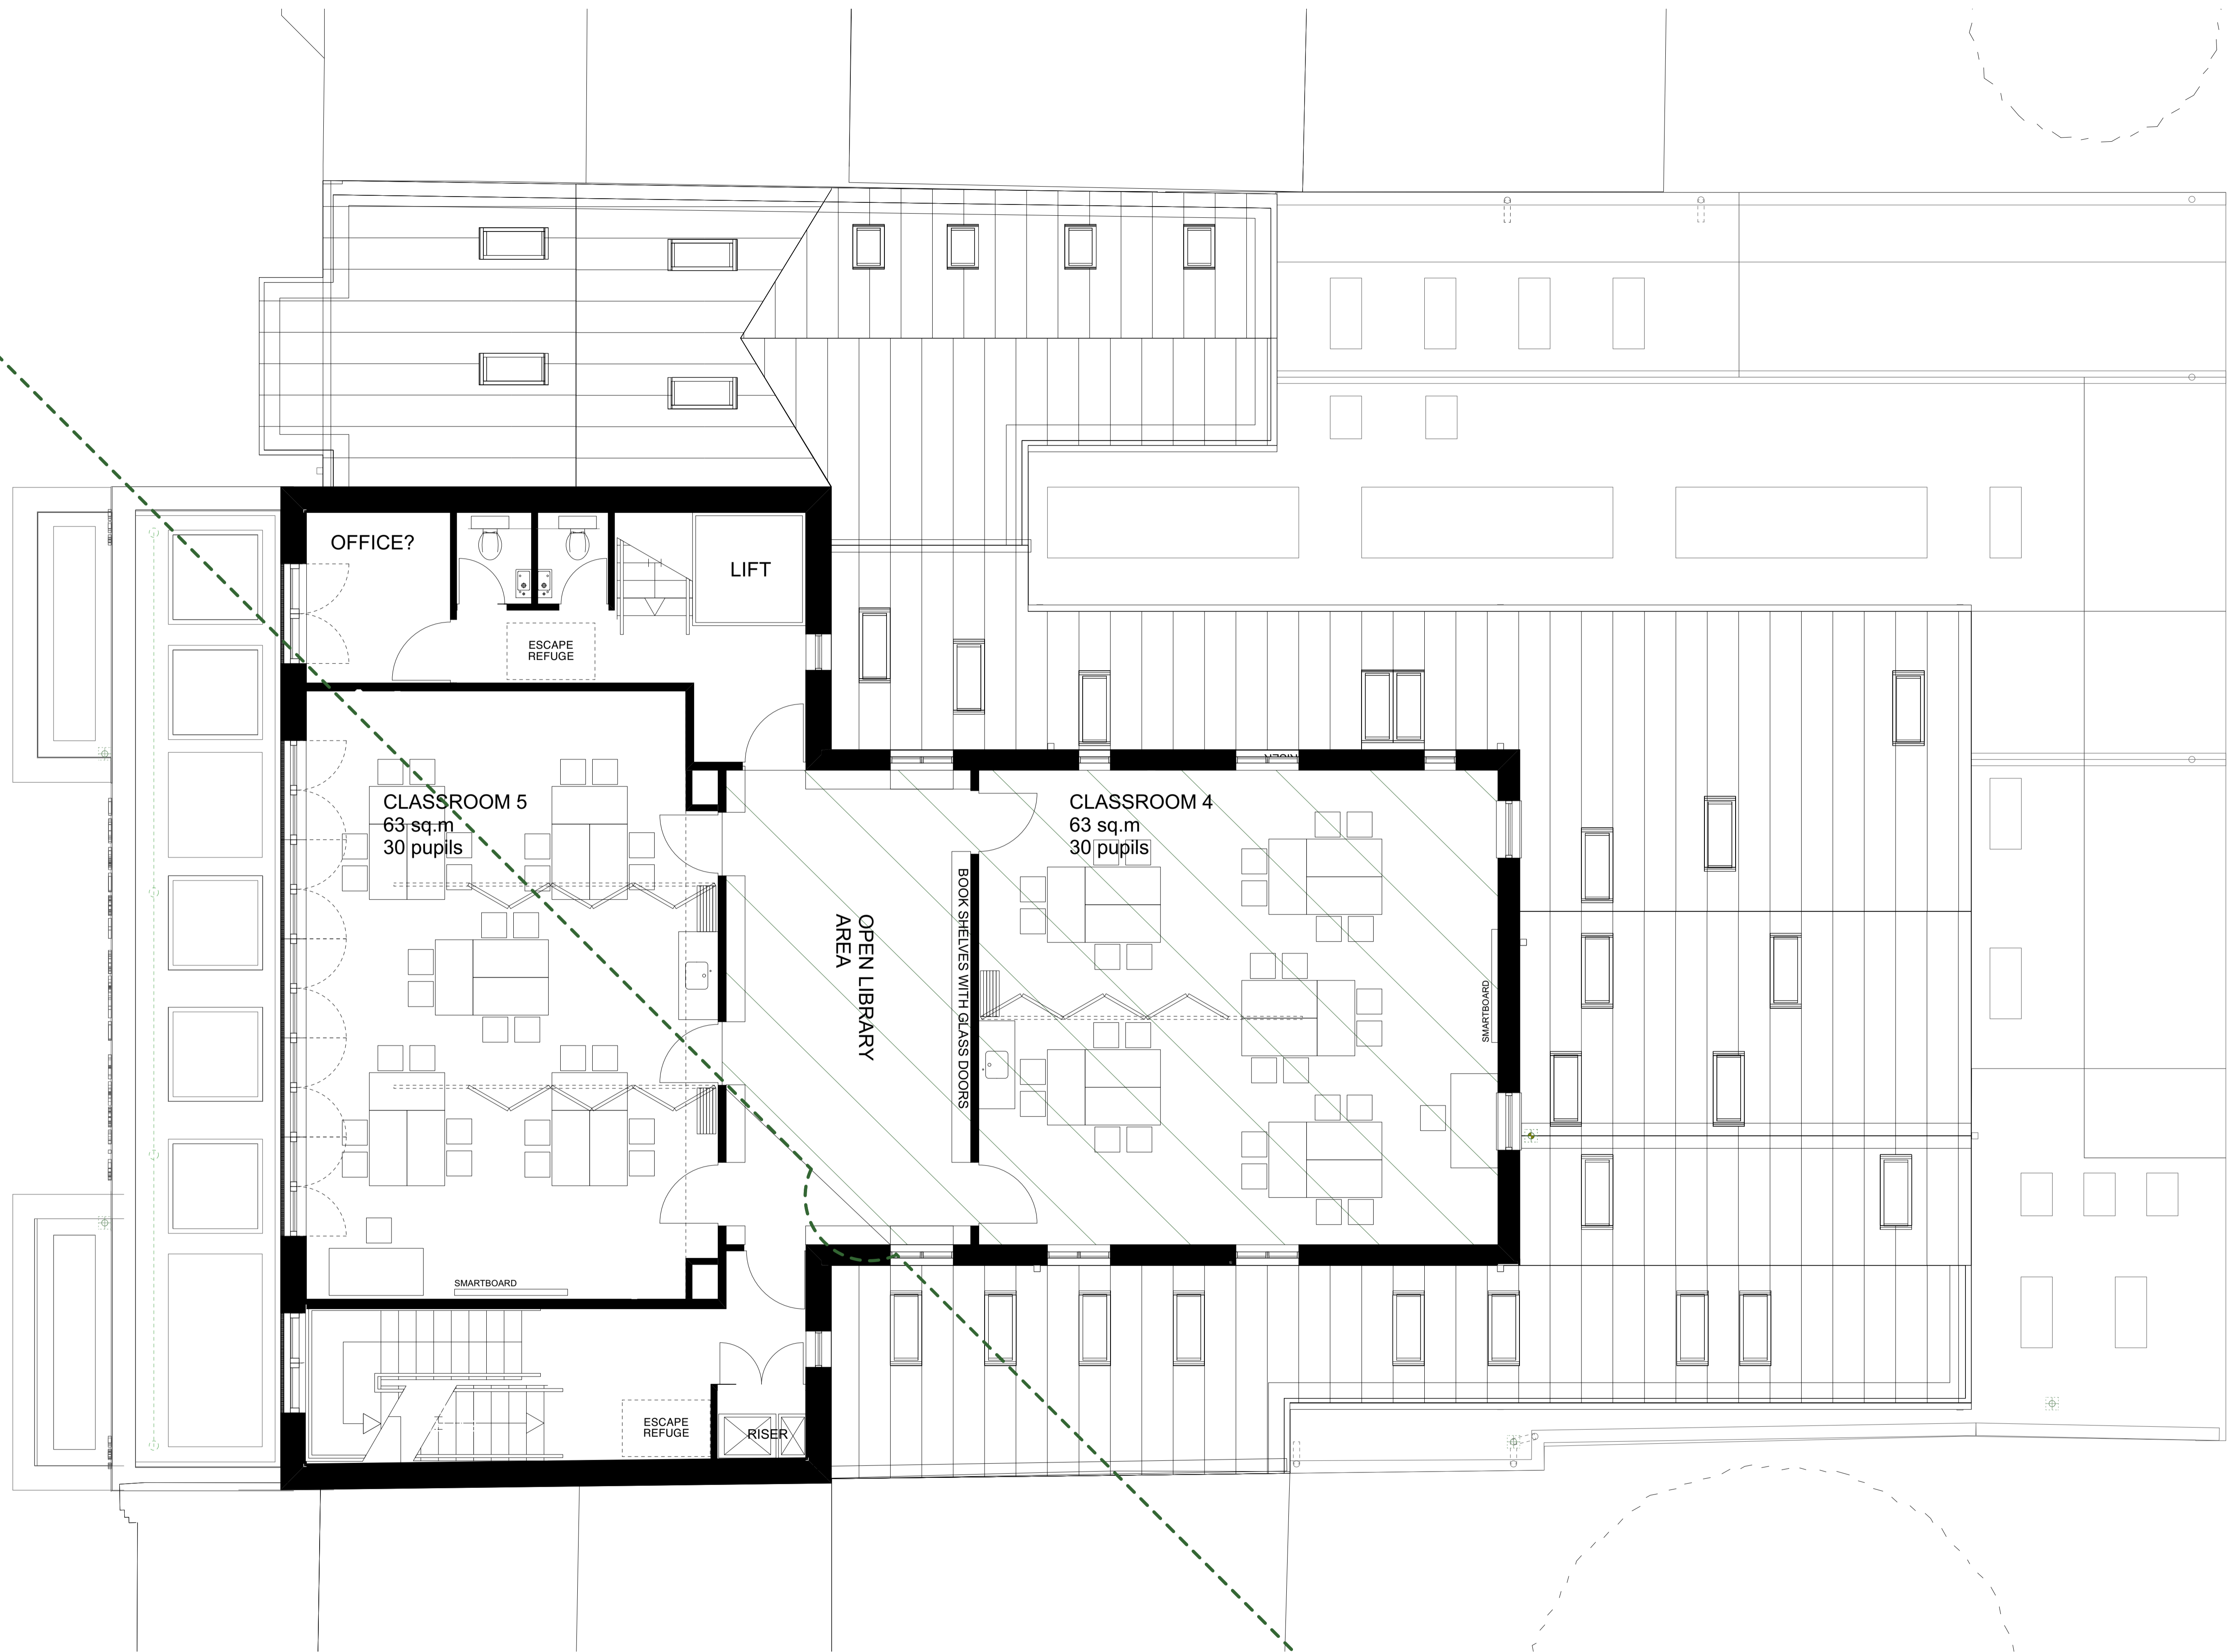 OFFICE?
LIFT
ESCAPE
REFUGE
CLASSROOM 5
63 sq.m
30 pupils
CLASSROOM 4
63 sq.m
30 pupils
OPEN LIBRARY
AREA
BOOK SHELVES WITH GLASS DOORS
SMARTBOARD
SMARTBOARD
ESCAPE
REFUGE
RISER